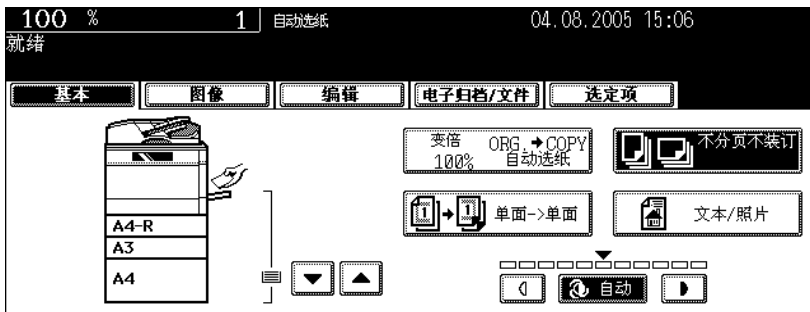 100 % 1 自动选纸 04.08.2005 15:06
就绪
基本 图像 编辑 电子归档/文件 选定项
变倍 ORG.→COPY
100% 自动选纸
不分页不装订
1→1 单面->单面
文本/照片
A4-R
A3
A4
自动